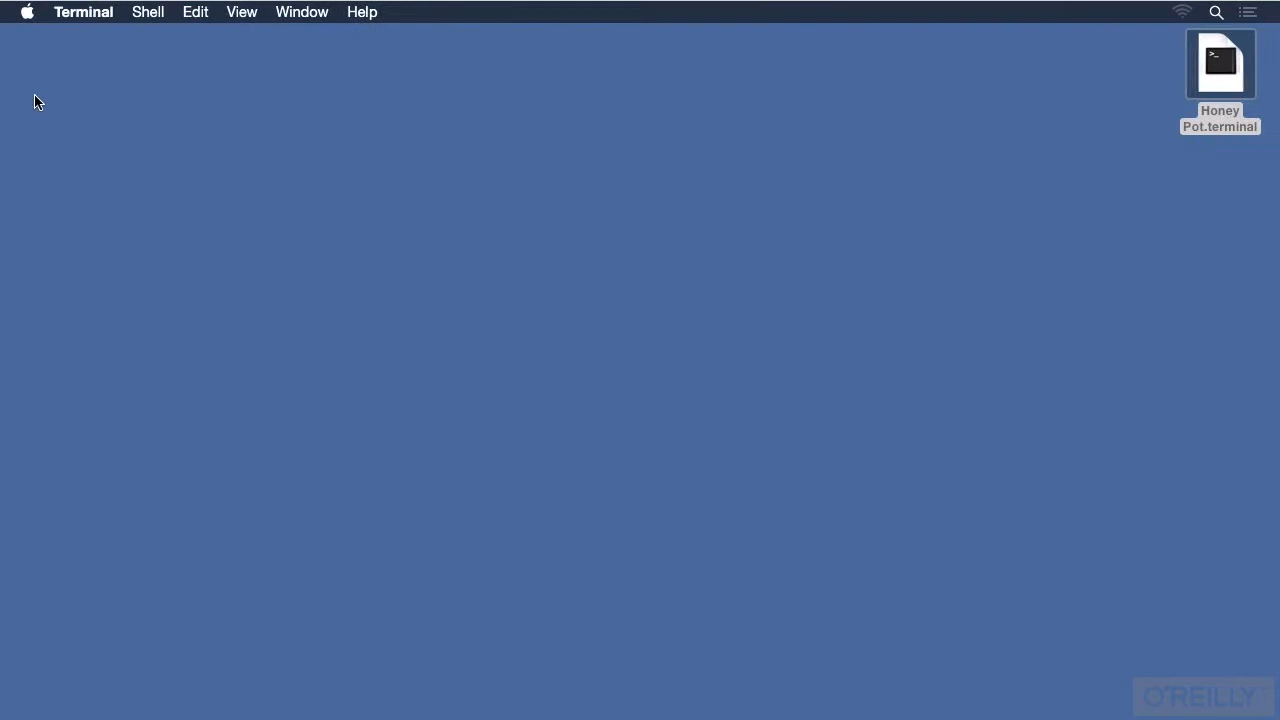 Terminal Shell Edit View Window Help
>_
Honey
Pot.terminal
O'REILLY